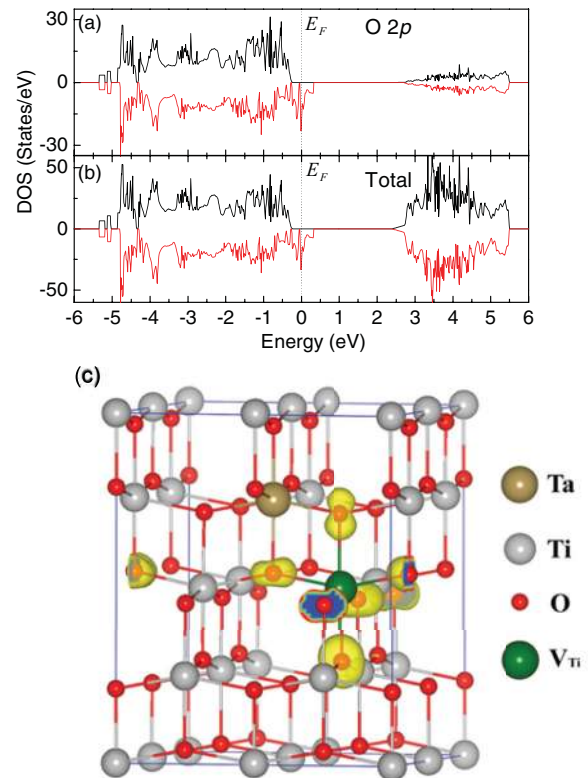 (a)
E_F
O 2p
30
0
-30
DOS (States/eV)
(b)
E_F
Total
50
0
-50
-6 -5 -4 -3 -2 -1 0 1 2 3 4 5 6
Energy (eV)
(c)
Ta
Ti
O
V_Ti